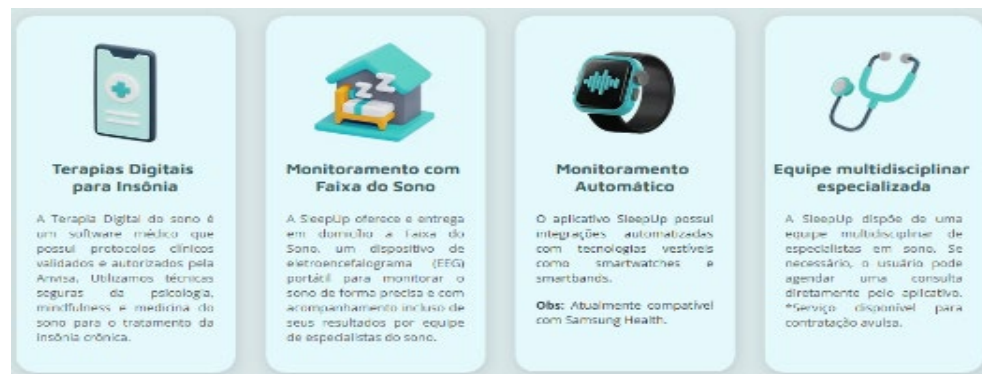 Terapias Digitais
para Insônia
A Terapia Digital do sono é
um software médico que
possui protocolos clínicos
validados e autorizados pela
Anvisa. Utilizamos técnicas
seguras da psicologia,
mindfulness e medicina do
sono para o tratamento da
insônia crônica.
Monitoramento com
Faixa do Sono
A SleepUp oferece e entrega
em domicílio a Faixa do
Sono, um dispositivo de
eletroencefalograma (EEG)
portátil para monitorar o
sono de forma precisa e com
acompanhamento incluso de
seus resultados por equipe
de especialistas do sono.
Monitoramento
Automático
O aplicativo SleepUp possui
integrações automatizadas
com tecnologias vestíveis
como smartwatches e
smartbands.
Obs: Atualmente compatível
com Samsung Health.
Equipe multidisciplinar
especializada
A SleepUp dispõe de uma
equipe multidisciplinar de
especialistas em sono. Se
necessário, o usuário pode
agendar uma consulta
diretamente pelo aplicativo.
*Serviço disponível para
contratação avulsa.